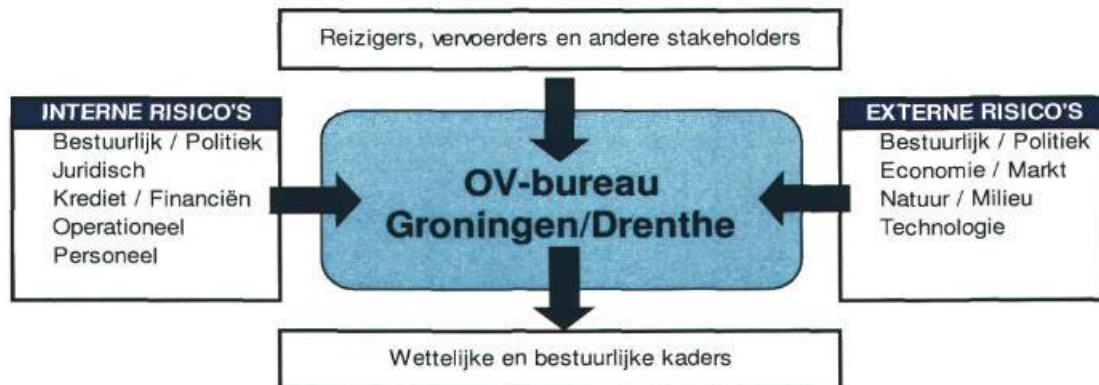 Reizigers, vervoerders en andere stakeholders
INTERNE RISICO'S
Bestuurlijk / Politiek
Juridisch
Krediet / Financiën
Operationeel
Personeel
OV-bureau
Groningen/Drenthe
EXTERNE RISICO'S
Bestuurlijk / Politiek
Economie / Markt
Natuur / Milieu
Technologie
Wettelijke en bestuurlijke kaders